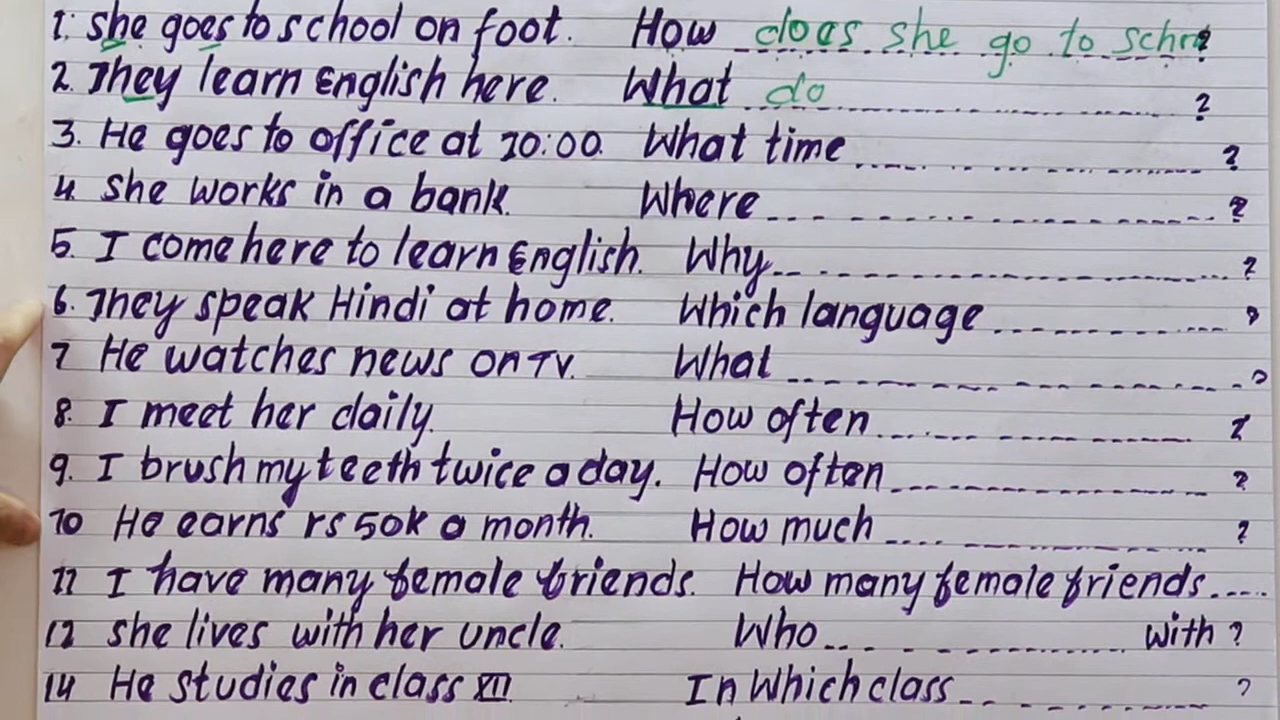 1. She goes to school on foot. How does she go to scho ?
2. They learn English here. What do ........ ?
3. He goes to office at 10:00. What time ........ ?
4 She works in a bank. Where ........ ?
5. I come here to learn English. Why ........ ?
6. They speak Hindi at home. Which language ........ ?
7 He watches news on TV. What ........ ?
8. I meet her daily. How often ........ ?
9. I brush my teeth twice a day. How often ........ ?
10 He earns rs 50k a month. How much ........ ?
11 I have many female friends. How many female friends ....
12 She lives with her uncle. Who ........ with ?
14 He studies in class XII. In Which class ........ ?